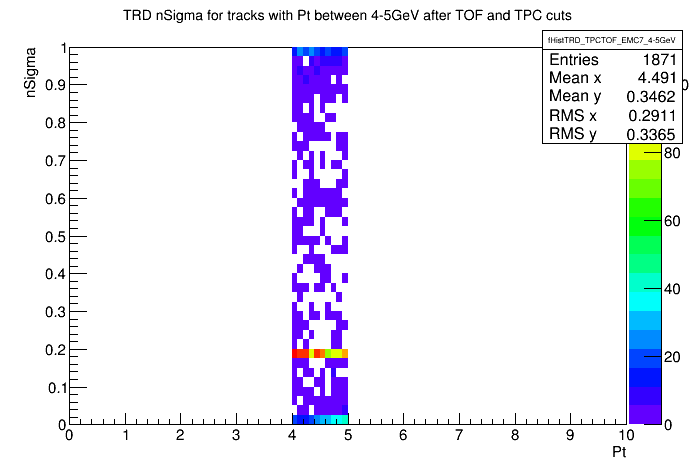 TRD nSigma for tracks with Pt between 4-5GeV after TOF and TPC cuts
fHistTRD_TPCTOF_EMC7_4-5GeV
Entries 1871
Mean x 4.491
Mean y 0.3462
RMS x 0.2911
RMS y 0.3365
nSigma
1
0.9
0.8
0.7
0.6
0.5
0.4
0.3
0.2
0.1
0
0 1 2 3 4 5 6 7 8 9 10
Pt
0
80
60
40
20
0